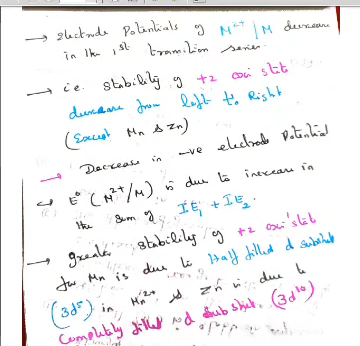 → Electrode Potentials of M²⁺/M decrease
in the 1st transition series.
→ i.e. stability of +2 oxi state
decrease from left to Right
(Except Mn & Zn)
→ Decrease in -ve electrode Potential
↳ E° (M²⁺/M) is due to increase in
the sum of IE₁ + IE₂.
→ greater stability of +2 oxi'state
for Mn is due to Half filled d subshell
(3d⁵) in Mn²⁺ & Zn is due to
Completely filled d subshell (3d¹⁰)